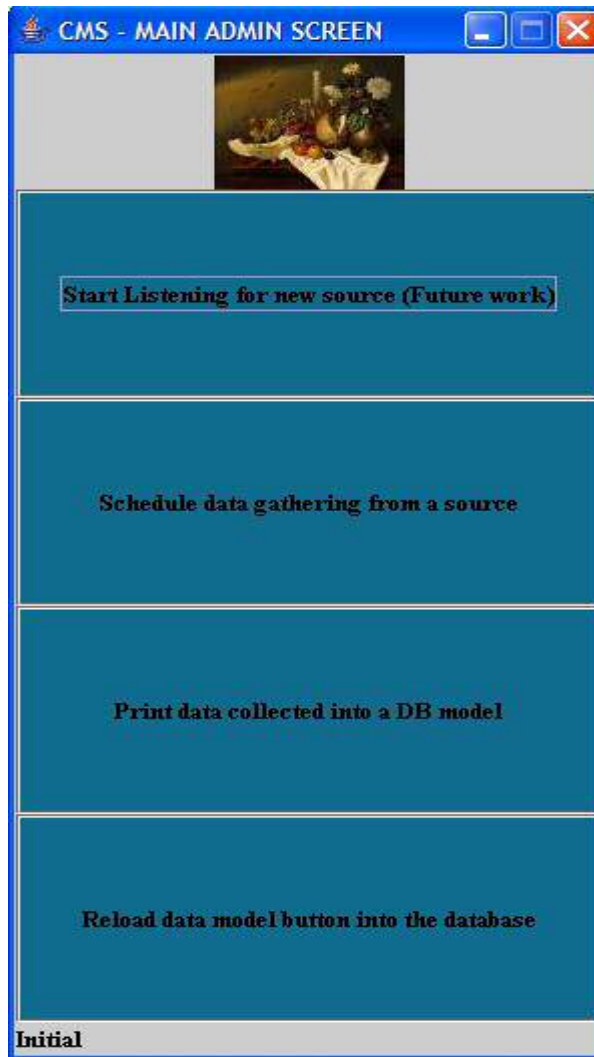 CMS - MAIN ADMIN SCREEN
Start Listening for new source (Future work)
Schedule data gathering from a source
Print data collected into a DB model
Reload data model button into the database
Initial